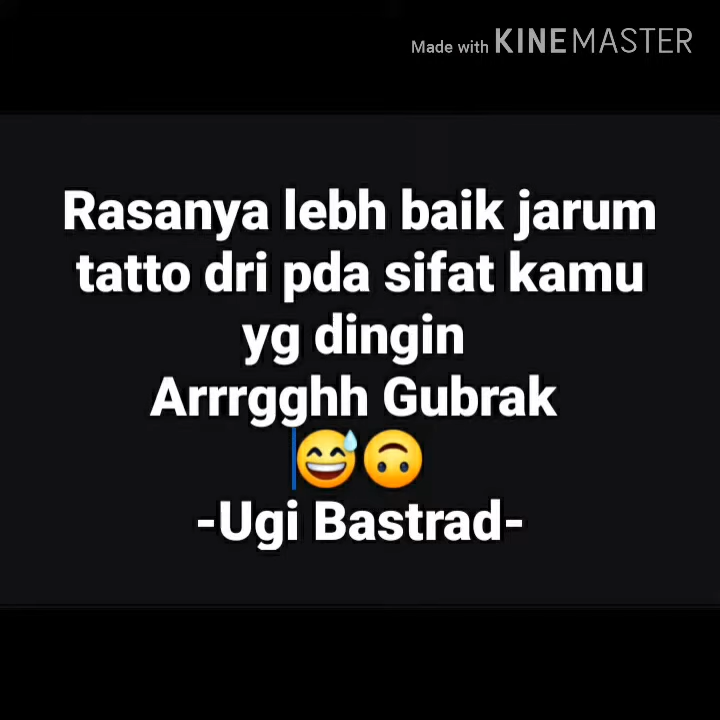 Made with KINEMASTER
Rasanya lebh baik jarum
tatto dri pda sifat kamu
yg dingin
Arrrgghh Gubrak
😅🙃
-Ugi Bastrad-